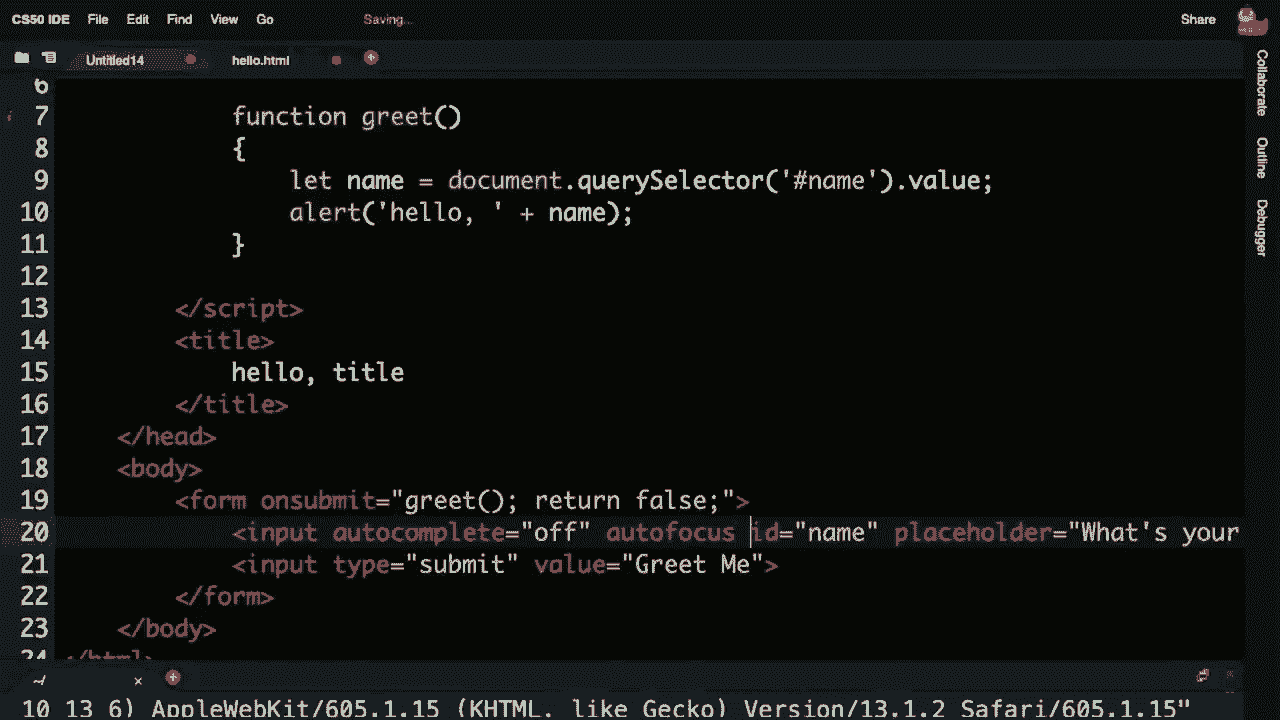 CS50 IDE File Edit Find View Go Saving... Share
Untitled14 hello.html
6
7 function greet()
8 {
9 let name = document.querySelector('#name').value;
10 alert('hello, ' + name);
11 }
12
13 </script>
14 <title>
15 hello, title
16 </title>
17 </head>
18 <body>
19 <form onsubmit="greet(); return false;">
20 <input autocomplete="off" autofocus id="name" placeholder="What's your
21 <input type="submit" value="Greet Me">
22 </form>
23 </body>
24 </html>
~/
10 13 6) AppleWebKit/605.1.15 (KHTML, like Gecko) Version/13.1.2 Safari/605.1.15"
Collaborate
Outline
Debugger